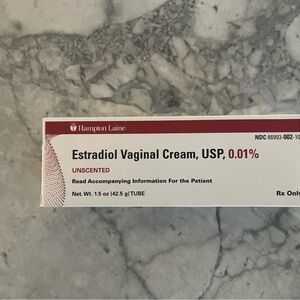 Hampton Laine
NDC 66993-002-10
Estradiol Vaginal Cream, USP, 0.01%
UNSCENTED
Read Accompanying Information For the Patient
Net. Wt. 1.5 oz (42.5 g) TUBE
Rx Only